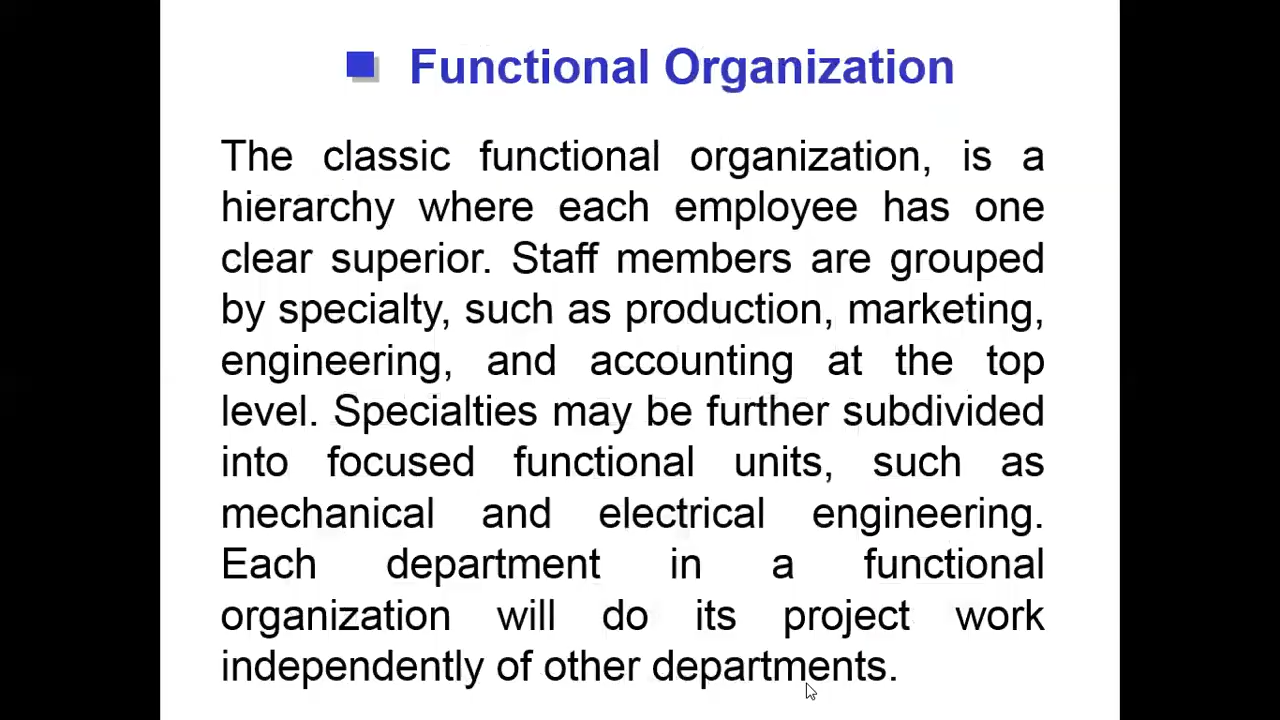 Functional Organization
The classic functional organization, is a
hierarchy where each employee has one
clear superior. Staff members are grouped
by specialty, such as production, marketing,
engineering, and accounting at the top
level. Specialties may be further subdivided
into focused functional units, such as
mechanical and electrical engineering.
Each department in a functional
organization will do its project work
independently of other departments.